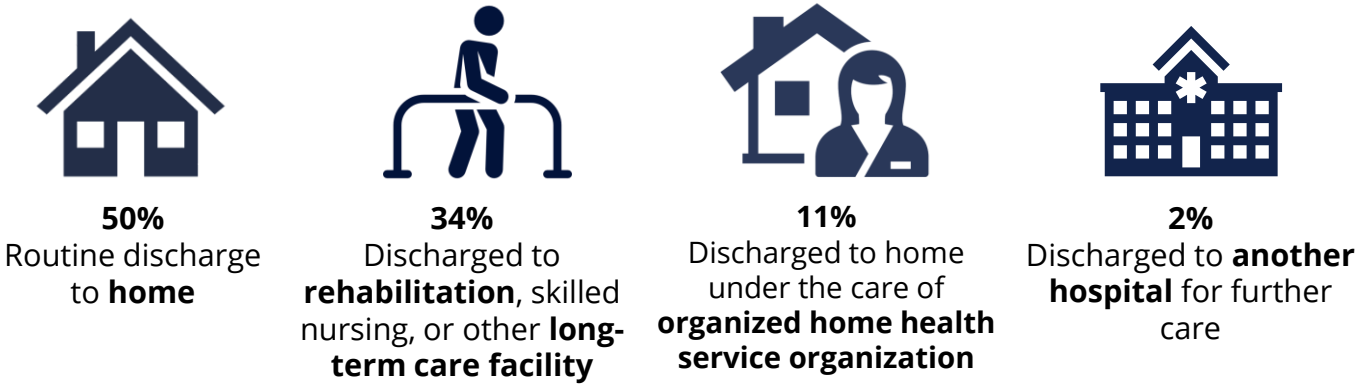 50%
Routine discharge
to home
34%
Discharged to
rehabilitation, skilled
nursing, or other long-
term care facility
11%
Discharged to home
under the care of
organized home health
service organization
2%
Discharged to another
hospital for further
care